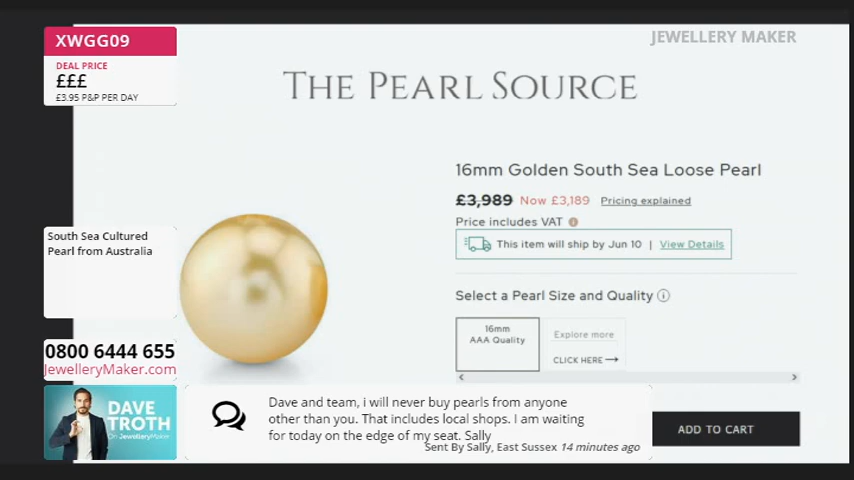 XWGG09
DEAL PRICE
£££
£3.95 P&P PER DAY
JEWELLERY MAKER
THE PEARL SOURCE
16mm Golden South Sea Loose Pearl
£3,989 Now £3,189 Pricing explained
Price includes VAT
This item will ship by Jun 10 | View Details
Select a Pearl Size and Quality
16mm
AAA Quality
Explore more
CLICK HERE
South Sea Cultured
Pearl from Australia
0800 6444 655
JewelleryMaker.com
DAVE
TROTH
On JewelleryMaker
Dave and team, i will never buy pearls from anyone
other than you. That includes local shops. I am waiting
for today on the edge of my seat. Sally
Sent By Sally, East Sussex 14 minutes ago
ADD TO CART